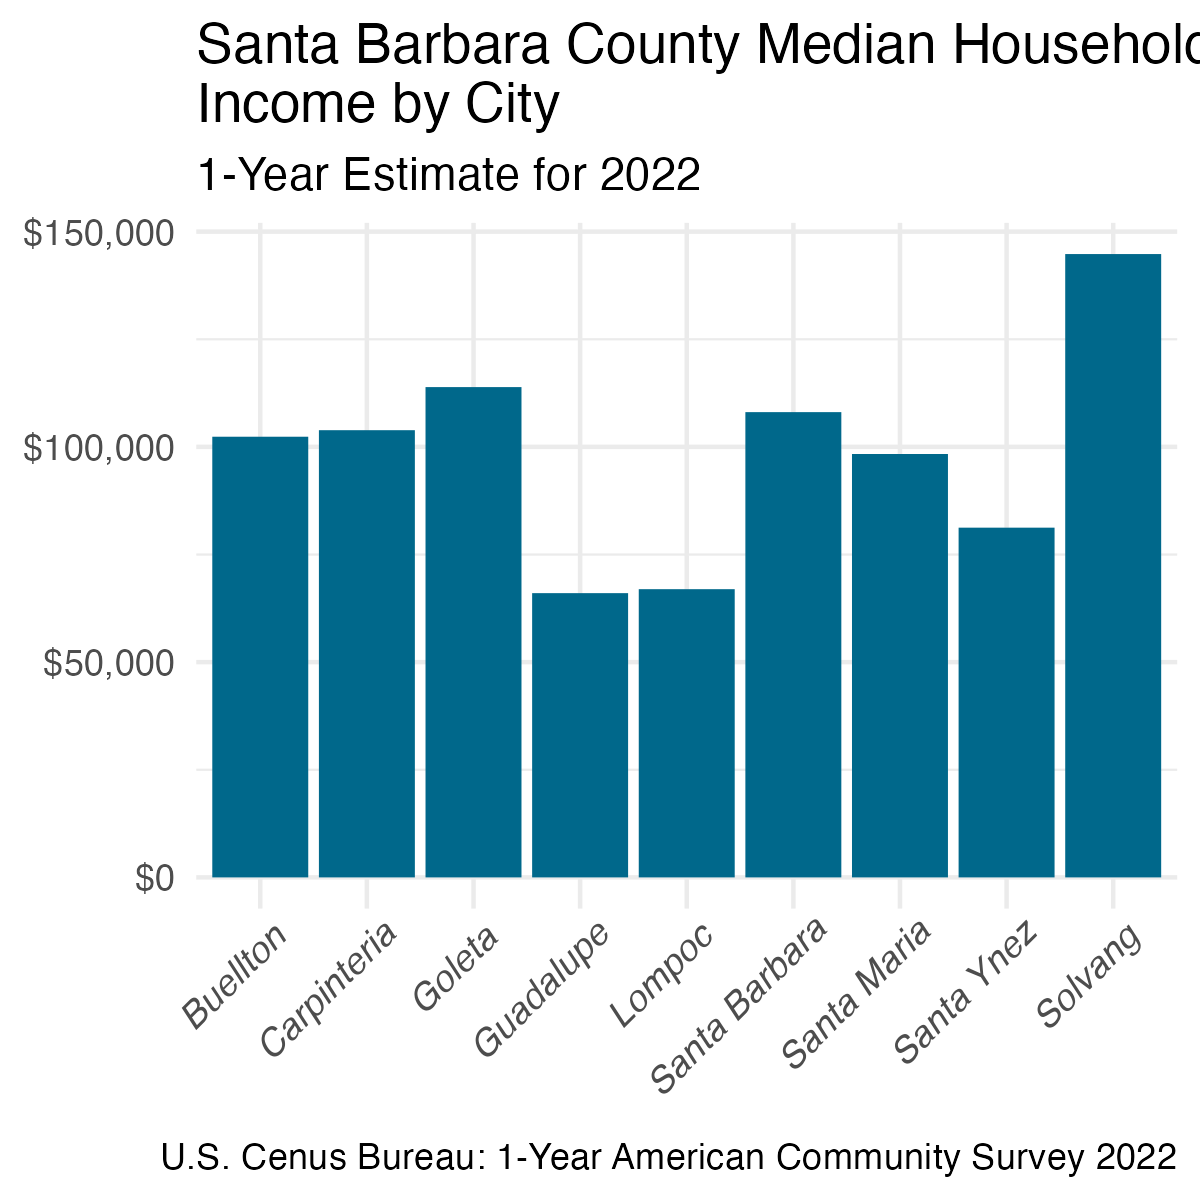 Santa Barbara County Median Household
Income by City
1-Year Estimate for 2022
$150,000
$100,000
$50,000
$0
Buellton
Carpinteria
Goleta
Guadalupe
Lompoc
Santa Barbara
Santa Maria
Santa Ynez
Solvang
U.S. Cenus Bureau: 1-Year American Community Survey 2022